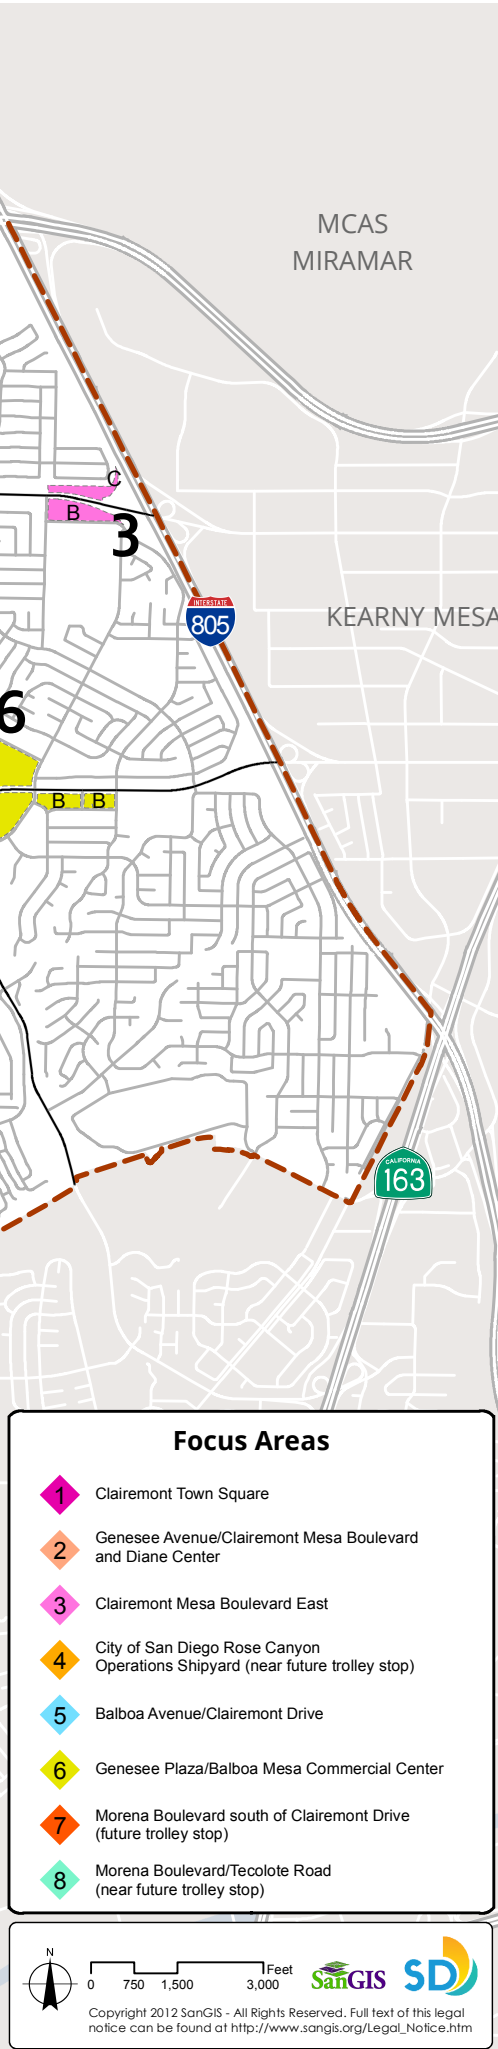 MCAS
MIRAMAR
C
B
3
INTERSTATE
805
KEARNY MESA
6
B B
CALIFORNIA
163
Focus Areas
1 Clairemont Town Square
2 Genesee Avenue/Clairemont Mesa Boulevard
and Diane Center
3 Clairemont Mesa Boulevard East
4 City of San Diego Rose Canyon
Operations Shipyard (near future trolley stop)
5 Balboa Avenue/Clairemont Drive
6 Genesee Plaza/Balboa Mesa Commercial Center
7 Morena Boulevard south of Clairemont Drive
(future trolley stop)
8 Morena Boulevard/Tecolote Road
(near future trolley stop)
N
Feet
0 750 1,500 3,000
SanGIS
SD
Copyright 2012 SanGIS - All Rights Reserved. Full text of this legal
notice can be found at http://www.sangis.org/Legal_Notice.htm